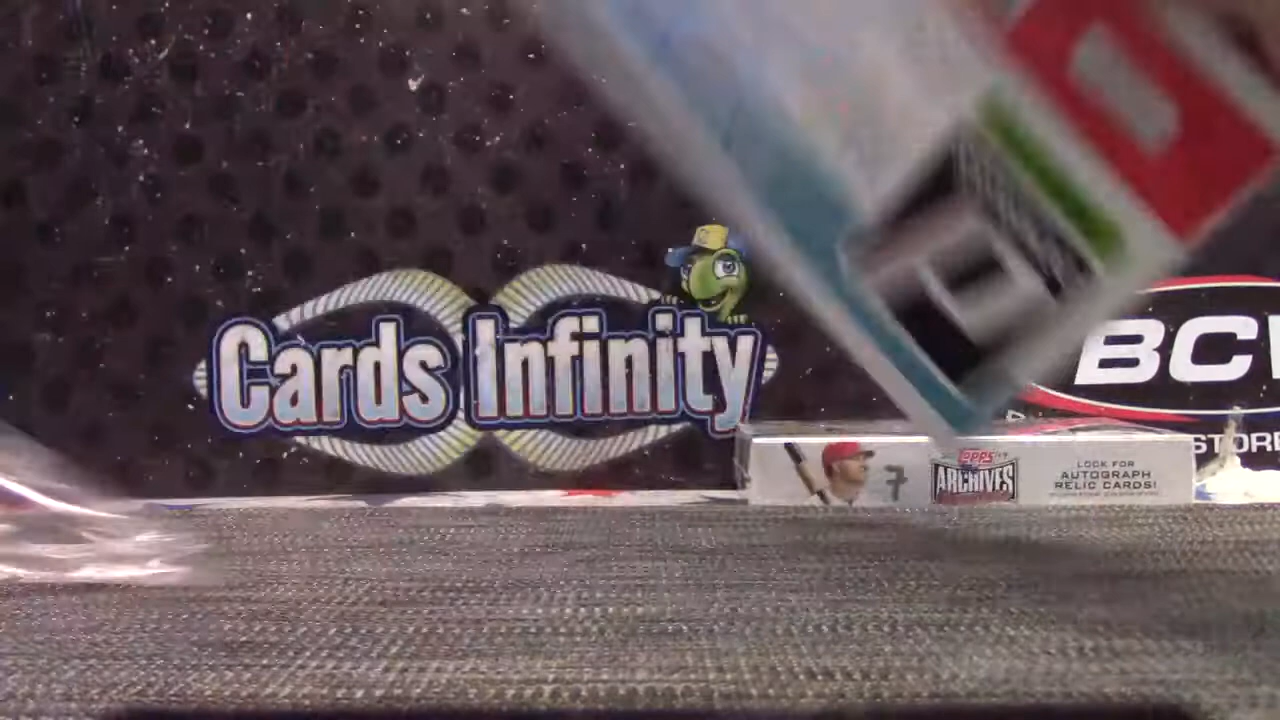 Cards Infinity
BC
STORE
7
TOPPS
ARCHIVES
LOOK FOR
AUTOGRAPH
RELIC CARDS!